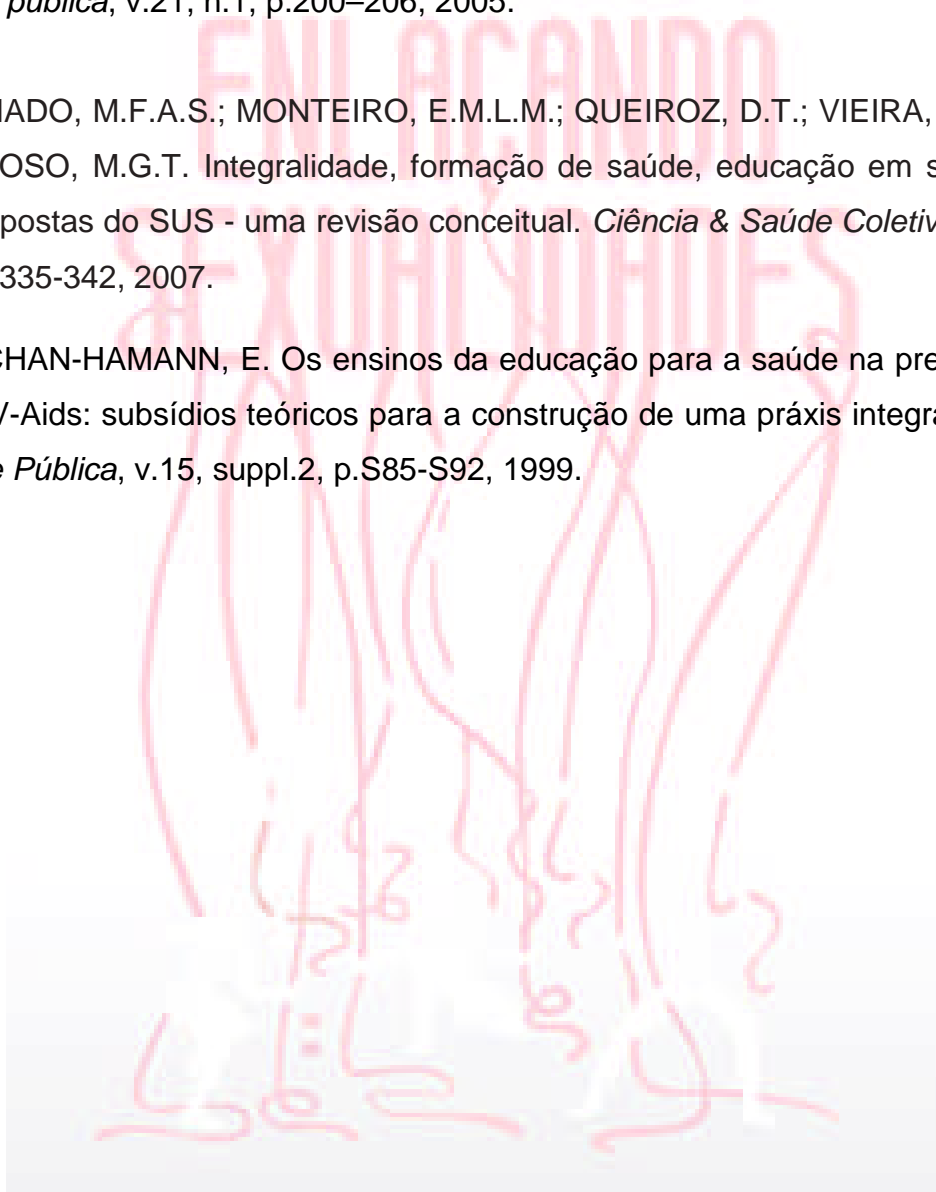 pública, v.21, n.1, p.200–206, 2005.
ENLAÇANDO
IADO, M.F.A.S.; MONTEIRO, E.M.L.M.; QUEIROZ, D.T.; VIEIRA,
OSO, M.G.T. Integralidade, formação de saúde, educação em s
postas do SUS - uma revisão conceitual. Ciência & Saúde Coletiv
SEXUALIDADES
335-342, 2007.
CHAN-HAMANN, E. Os ensinos da educação para a saúde na pre
V-Aids: subsídios teóricos para a construção de uma práxis integra
e Pública, v.15, suppl.2, p.S85-S92, 1999.